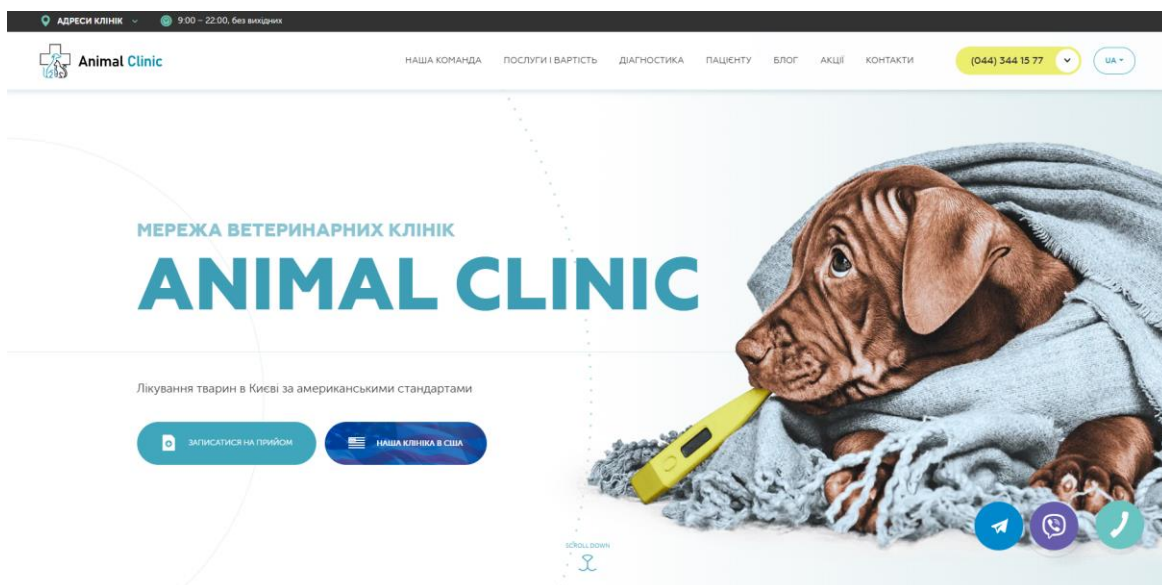 АДРЕСИ КЛІНІК
9:00 – 22:00, без вихідних
Animal Clinic
НАША КОМАНДА
ПОСЛУГИ І ВАРТІСТЬ
ДІАГНОСТИКА
ПАЦІЄНТУ
БЛОГ
АКЦІЇ
КОНТАКТИ
(044) 344 15 77
UA
МЕРЕЖА ВЕТЕРИНАРНИХ КЛІНІК
ANIMAL CLINIC
Лікування тварин в Києві за американськими стандартами
ЗАПИСАТИСЯ НА ПРИЙОМ
НАША КЛІНІКА В США
SCROLL DOWN